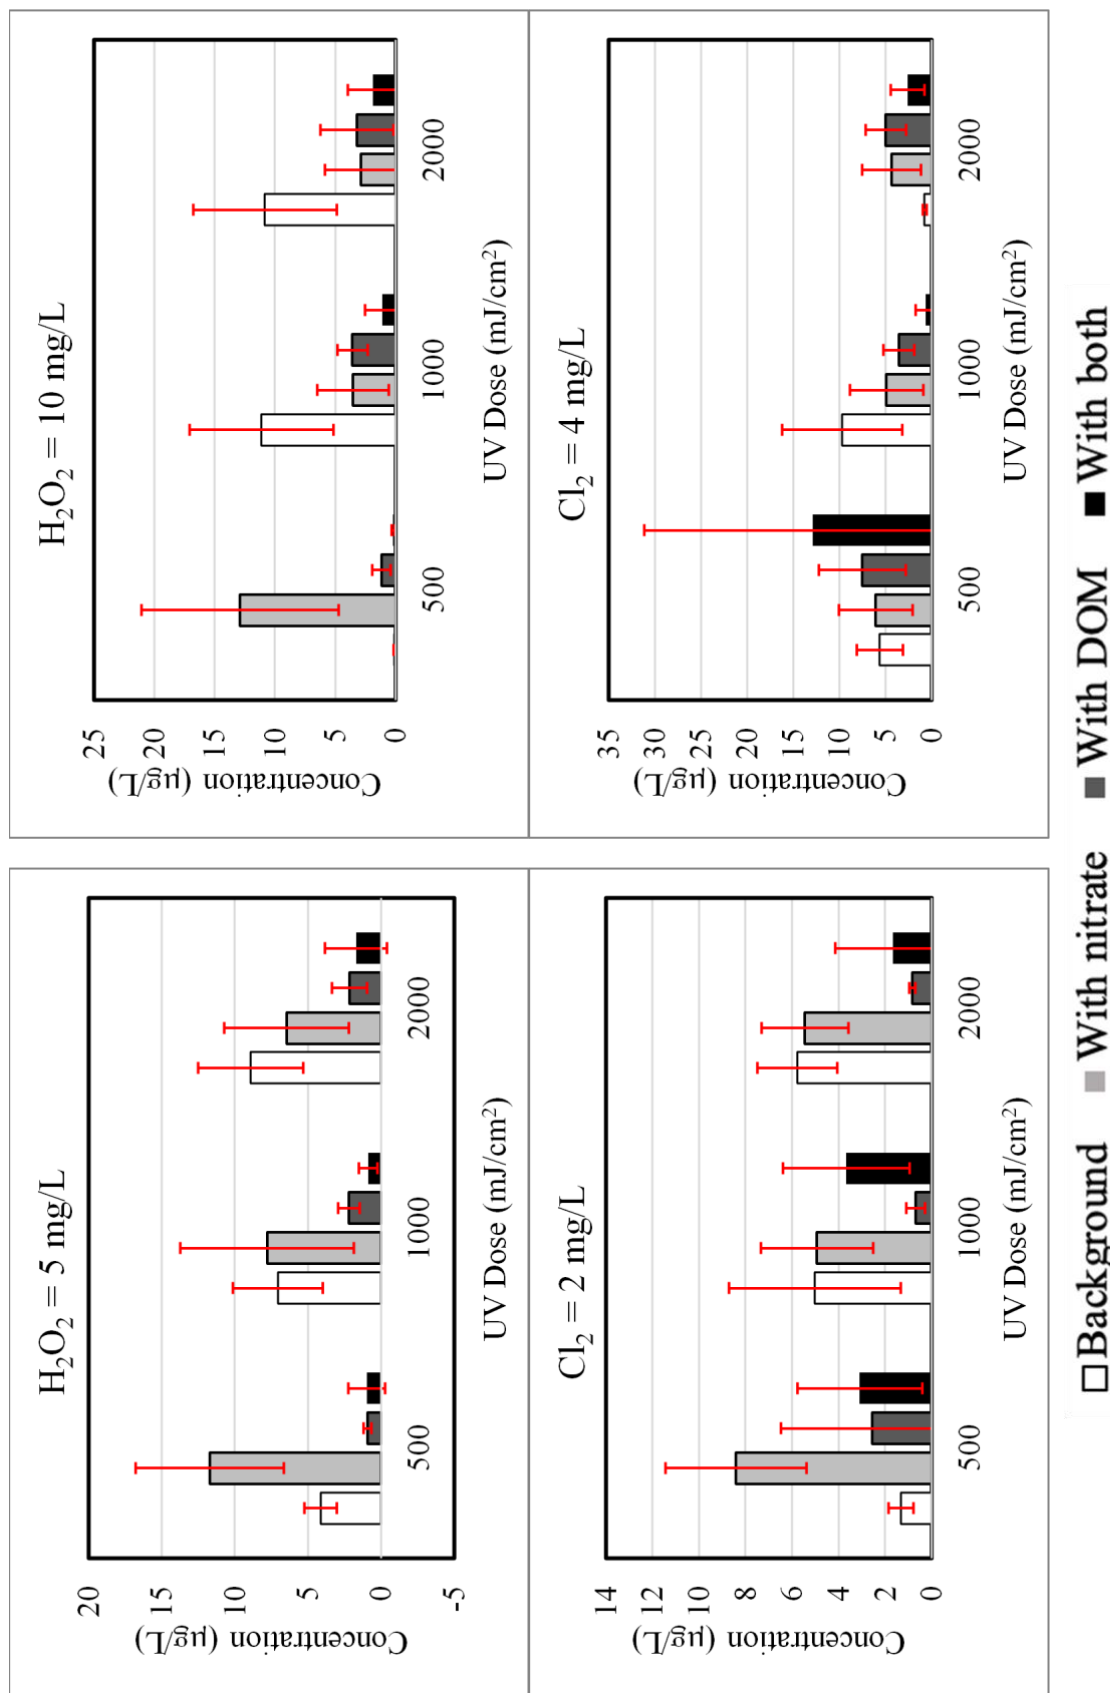 H₂O₂ = 5 mg/L
Concentration (µg/L)
20
15
10
5
0
-5
500
1000
2000
UV Dose (mJ/cm²)
H₂O₂ = 10 mg/L
Concentration (µg/L)
25
20
15
10
5
0
500
1000
2000
UV Dose (mJ/cm²)
Cl₂ = 2 mg/L
Concentration (µg/L)
14
12
10
8
6
4
2
0
500
1000
2000
UV Dose (mJ/cm²)
Cl₂ = 4 mg/L
Concentration (µg/L)
35
30
25
20
15
10
5
0
500
1000
2000
UV Dose (mJ/cm²)
Background
With nitrate
With DOM
With both